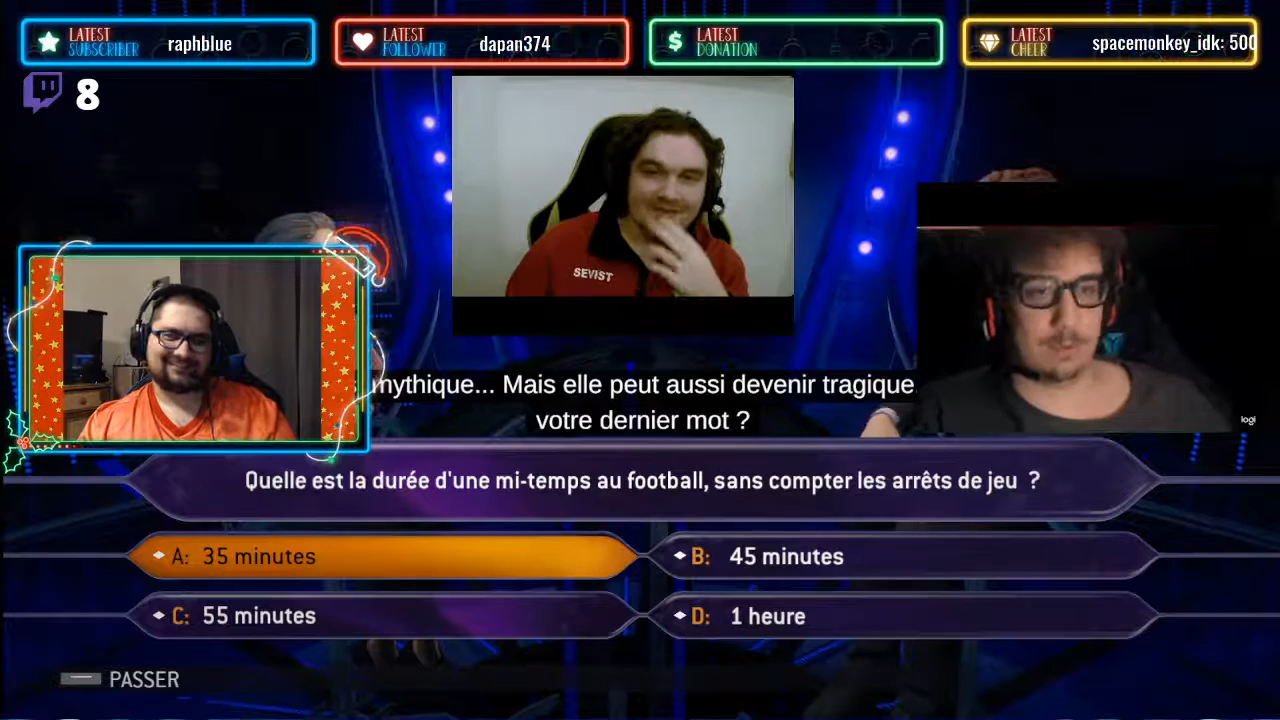 LATEST SUBSCRIBER raphblue
LATEST FOLLOWER dapan374
LATEST DONATION
LATEST CHEER spacemonkey_idk: 500
8
SEVIST
logi
mythique... Mais elle peut aussi devenir tragique.
votre dernier mot ?
Quelle est la durée d'une mi-temps au football, sans compter les arrêts de jeu ?
A: 35 minutes
B: 45 minutes
C: 55 minutes
D: 1 heure
PASSER